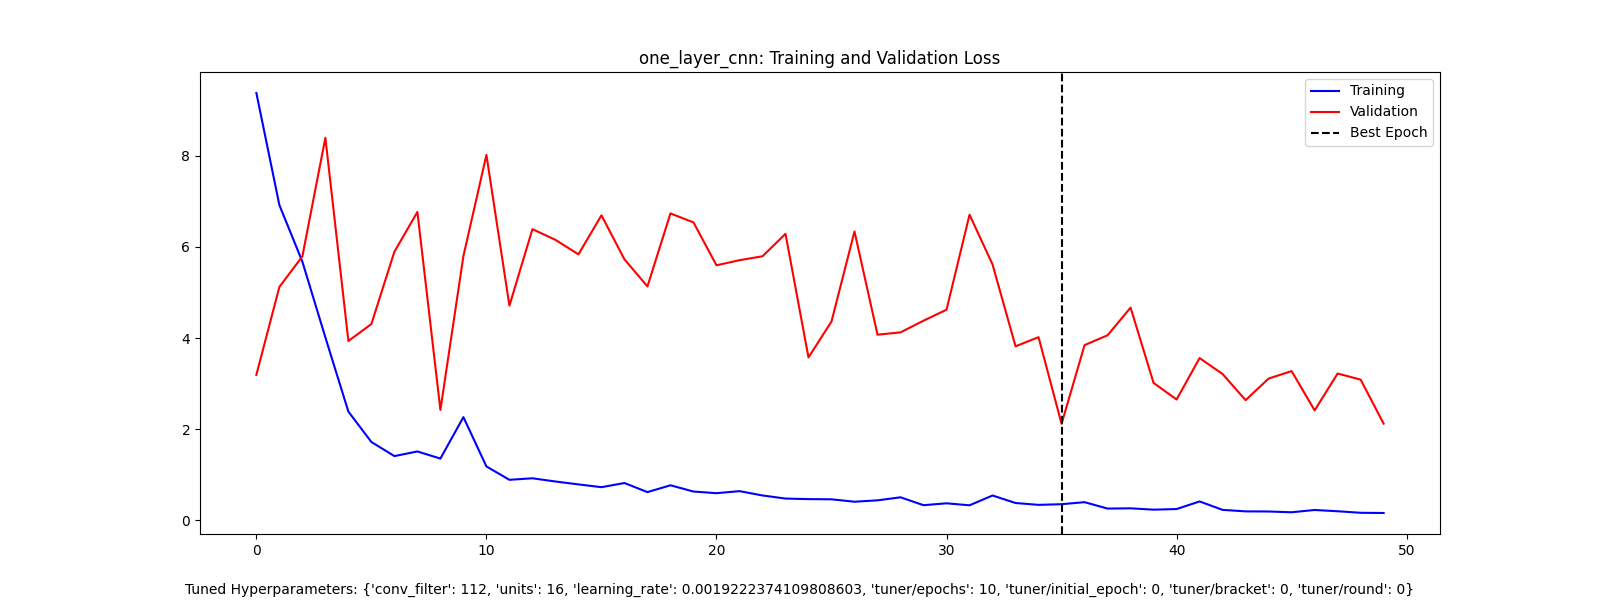 one_layer_cnn: Training and Validation Loss
Training
Validation
Best Epoch
8
6
4
2
0
0 10 20 30 40 50
Tuned Hyperparameters: {'conv_filter': 112, 'units': 16, 'learning_rate': 0.0019222374109808603, 'tuner/epochs': 10, 'tuner/initial_epoch': 0, 'tuner/bracket': 0, 'tuner/round': 0}